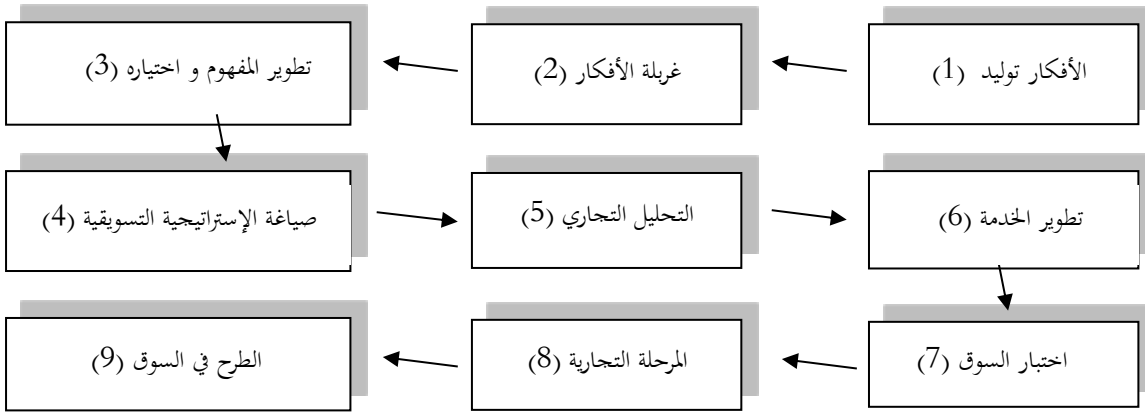 الأفكار توليد (1)
غربلة الأفكار (2)
تطوير المفهوم و اختياره (3)
صياغة الإستراتيجية التسويقية (4)
التحليل التجاري (5)
تطوير الخدمة (6)
اختبار السوق (7)
المرحلة التجارية (8)
الطرح في السوق (9)